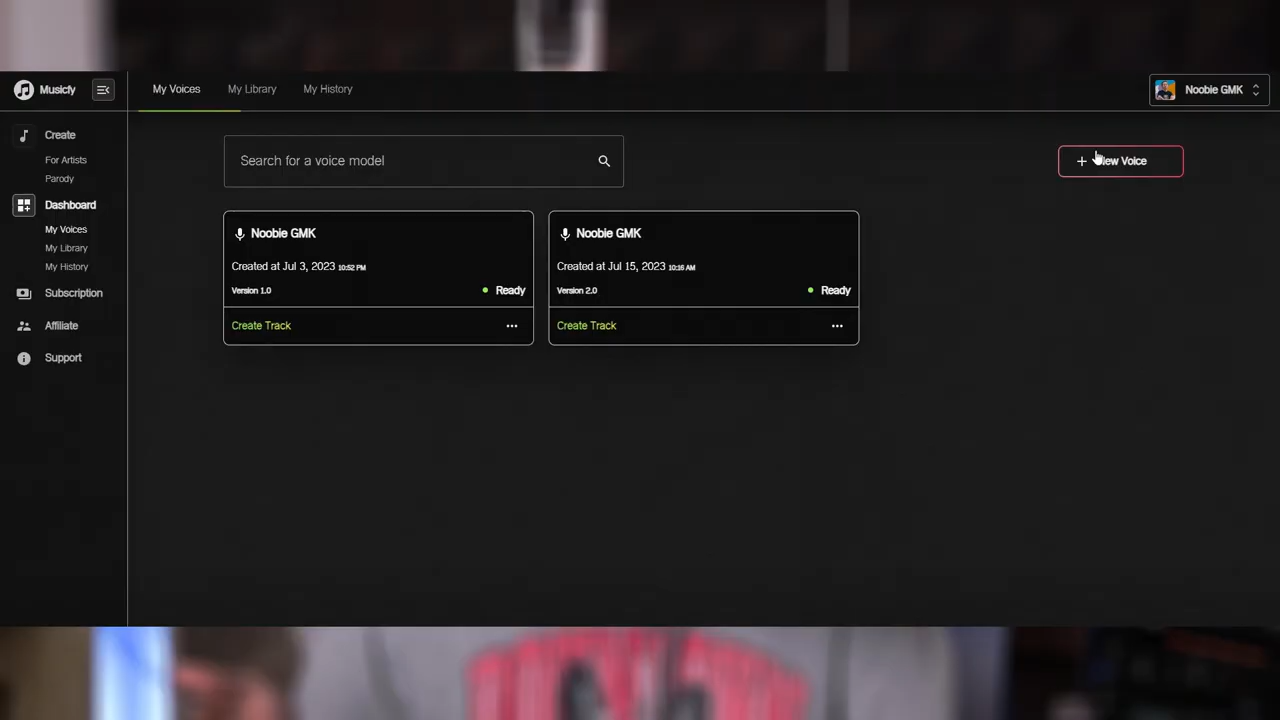 Musicfy
My Voices
My Library
My History
Noobie GMK
Create
For Artists
Parody
Dashboard
My Voices
My Library
My History
Subscription
Affiliate
Support
Search for a voice model
+ New Voice
Noobie GMK
Created at Jul 3, 2023 10:52 PM
Version 1.0
Ready
Create Track
Noobie GMK
Created at Jul 15, 2023 10:16 AM
Version 2.0
Ready
Create Track